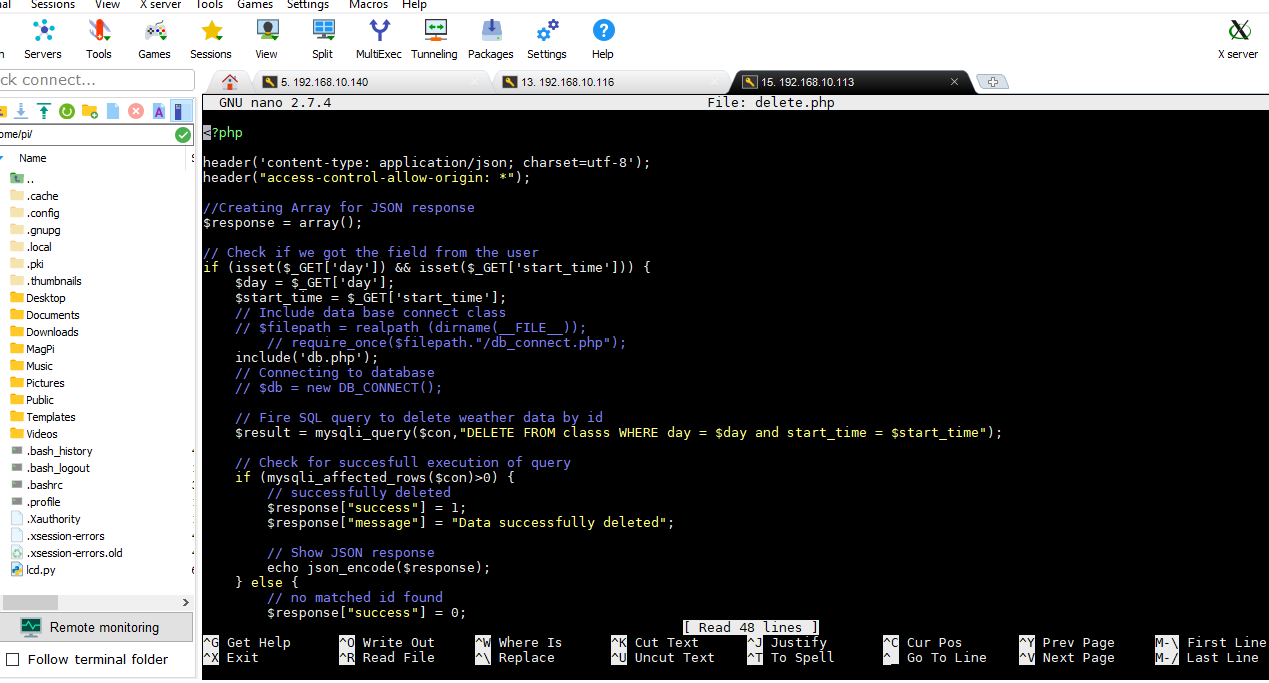 al Sessions View X server Tools Games Settings Macros Help
n Servers Tools Games Sessions View Split MultiExec Tunneling Packages Settings Help X server
ck connect... 5. 192.168.10.140 13. 192.168.10.116 15. 192.168.10.113
GNU nano 2.7.4 File: delete.php
ome/pi/
Name
..
.cache
.config
.gnupg
.local
.pki
.thumbnails
Desktop
Documents
Downloads
MagPi
Music
Pictures
Public
Templates
Videos
.bash_history
.bash_logout
.bashrc
.profile
.Xauthority
.xsession-errors
.xsession-errors.old
lcd.py
Remote monitoring
Follow terminal folder
<?php
header('content-type: application/json; charset=utf-8');
header("access-control-allow-origin: *");
//Creating Array for JSON response
$response = array();
// Check if we got the field from the user
if (isset($_GET['day']) && isset($_GET['start_time'])) {
$day = $_GET['day'];
$start_time = $_GET['start_time'];
// Include data base connect class
// $filepath = realpath (dirname(__FILE__));
// require_once($filepath."/db_connect.php");
include('db.php');
// Connecting to database
// $db = new DB_CONNECT();
// Fire SQL query to delete weather data by id
$result = mysqli_query($con,"DELETE FROM classs WHERE day = $day and start_time = $start_time");
// Check for succesfull execution of query
if (mysqli_affected_rows($con)>0) {
// successfully deleted
$response["success"] = 1;
$response["message"] = "Data successfully deleted";
// Show JSON response
echo json_encode($response);
} else {
// no matched id found
$response["success"] = 0;
[ Read 48 lines ]
^G Get Help ^O Write Out ^W Where Is ^K Cut Text ^J Justify ^C Cur Pos ^Y Prev Page M-\ First Line
^X Exit ^R Read File ^\ Replace ^U Uncut Text ^T To Spell ^_ Go To Line ^V Next Page M-/ Last Line